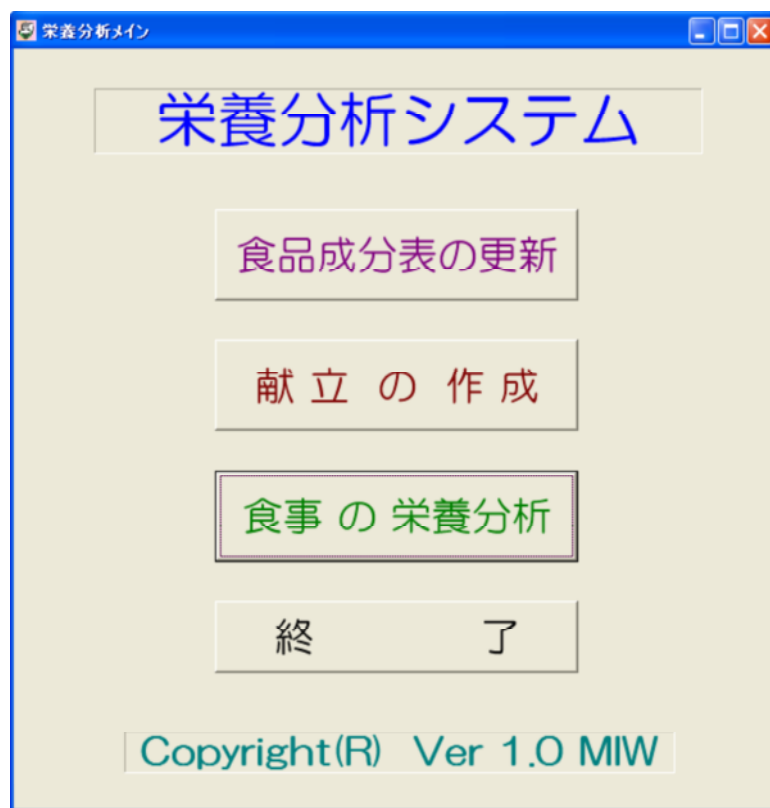 栄養分析メイン
栄養分析システム
食品成分表の更新
献 立 の 作 成
食事 の 栄養分析
終 了
Copyright(R) Ver 1.0 MIW